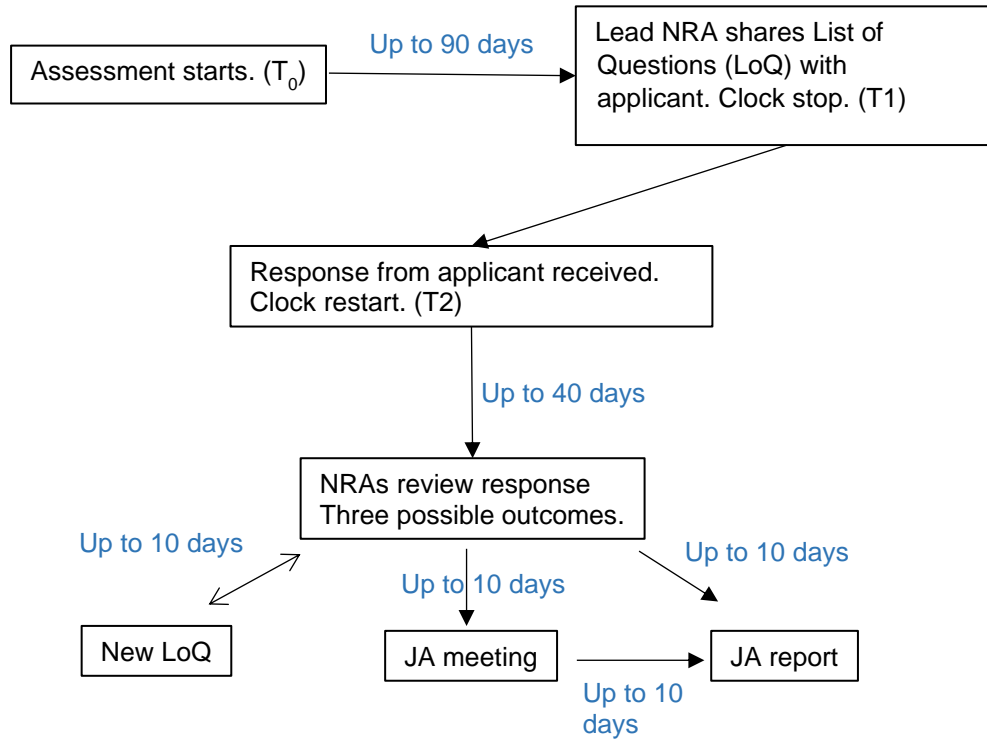 Up to 90 days
Assessment starts. (T0)
Lead NRA shares List of
Questions (LoQ) with
applicant. Clock stop. (T1)
Response from applicant received.
Clock restart. (T2)
Up to 40 days
NRAs review response
Three possible outcomes.
Up to 10 days
Up to 10 days
Up to 10 days
New LoQ
JA meeting
JA report
Up to 10
days